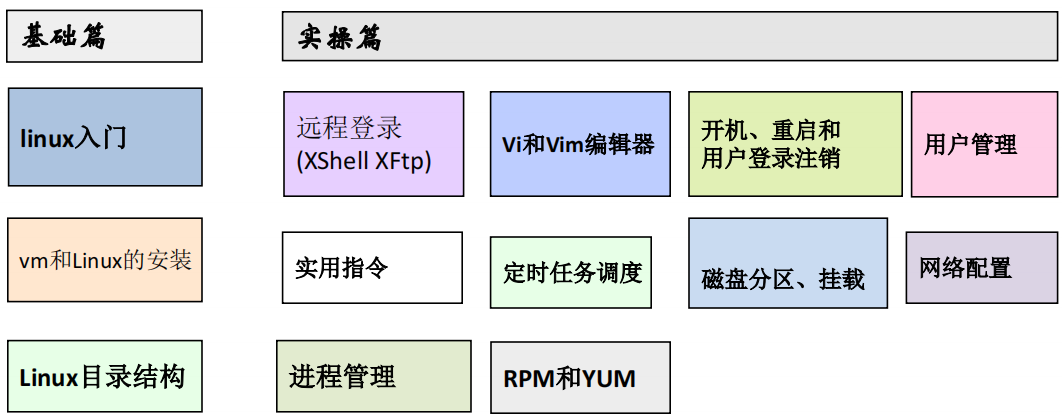 基础篇
实操篇
linux入门
远程登录
(XShell XFtp)
Vi和Vim编辑器
开机、重启和
用户登录注销
用户管理
vm和Linux的安装
实用指令
定时任务调度
磁盘分区、挂载
网络配置
Linux目录结构
进程管理
RPM和YUM